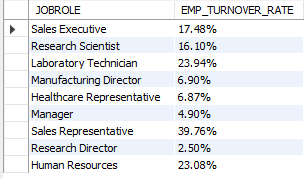 JOBROLE EMP_TURNOVER_RATE
Sales Executive 17.48%
Research Scientist 16.10%
Laboratory Technician 23.94%
Manufacturing Director 6.90%
Healthcare Representative 6.87%
Manager 4.90%
Sales Representative 39.76%
Research Director 2.50%
Human Resources 23.08%